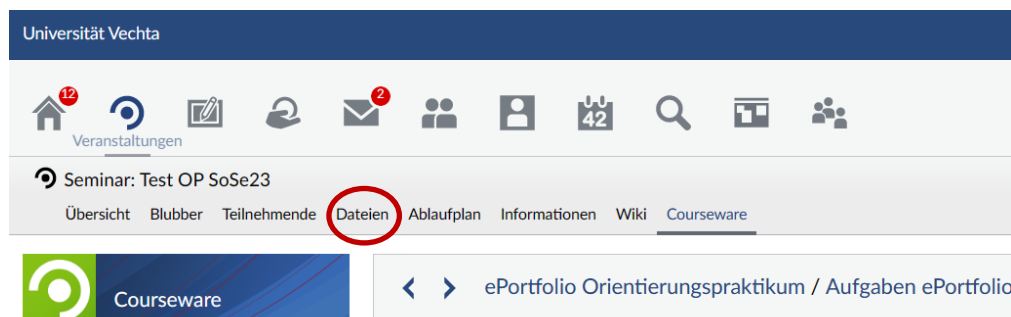 Universität Vechta
12
2
42
Veranstaltungen
Seminar: Test OP SoSe23
Übersicht Blubber Teilnehmende Dateien Ablaufplan Informationen Wiki Courseware
Courseware
ePortfolio Orientierungspraktikum / Aufgaben ePortfolio